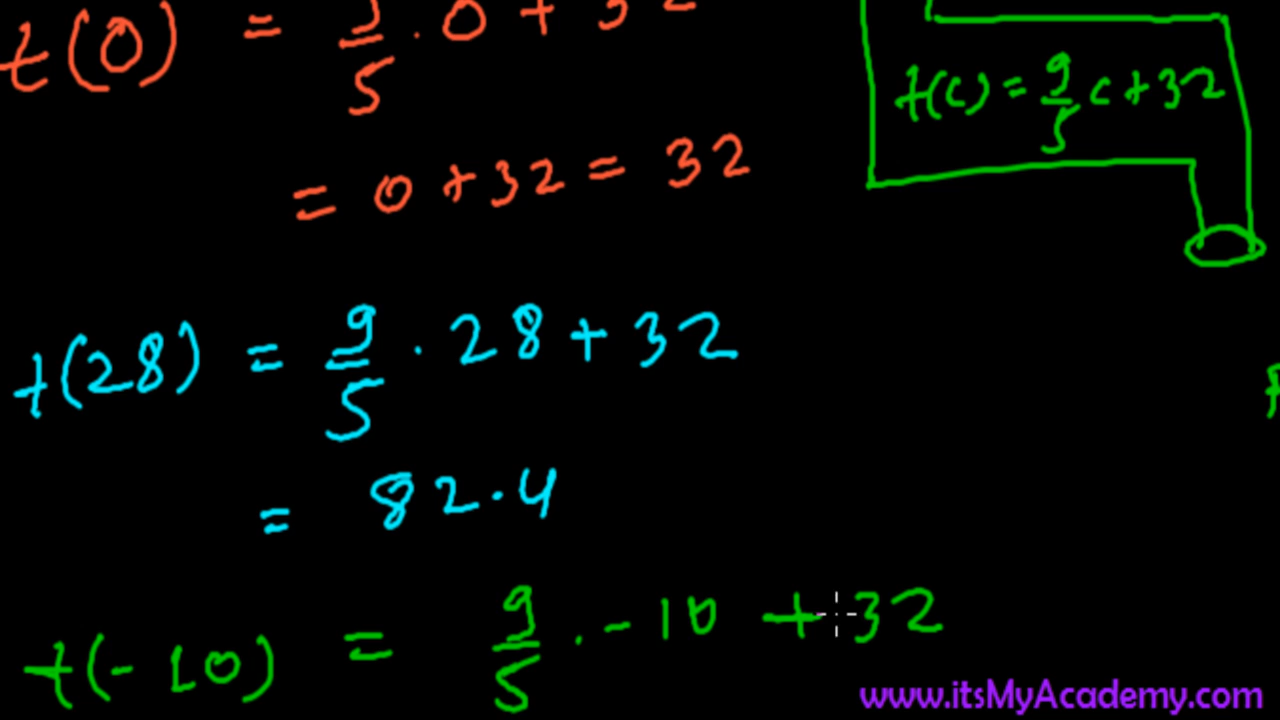 t(0) = 9/5 . 0 + 32
= 0 + 32 = 32
t(c) = 9/5 c + 32
t(28) = 9/5 . 28 + 32
= 82.4
t(-10) = 9/5 . -10 + 32
www.itsMyAcademy.com